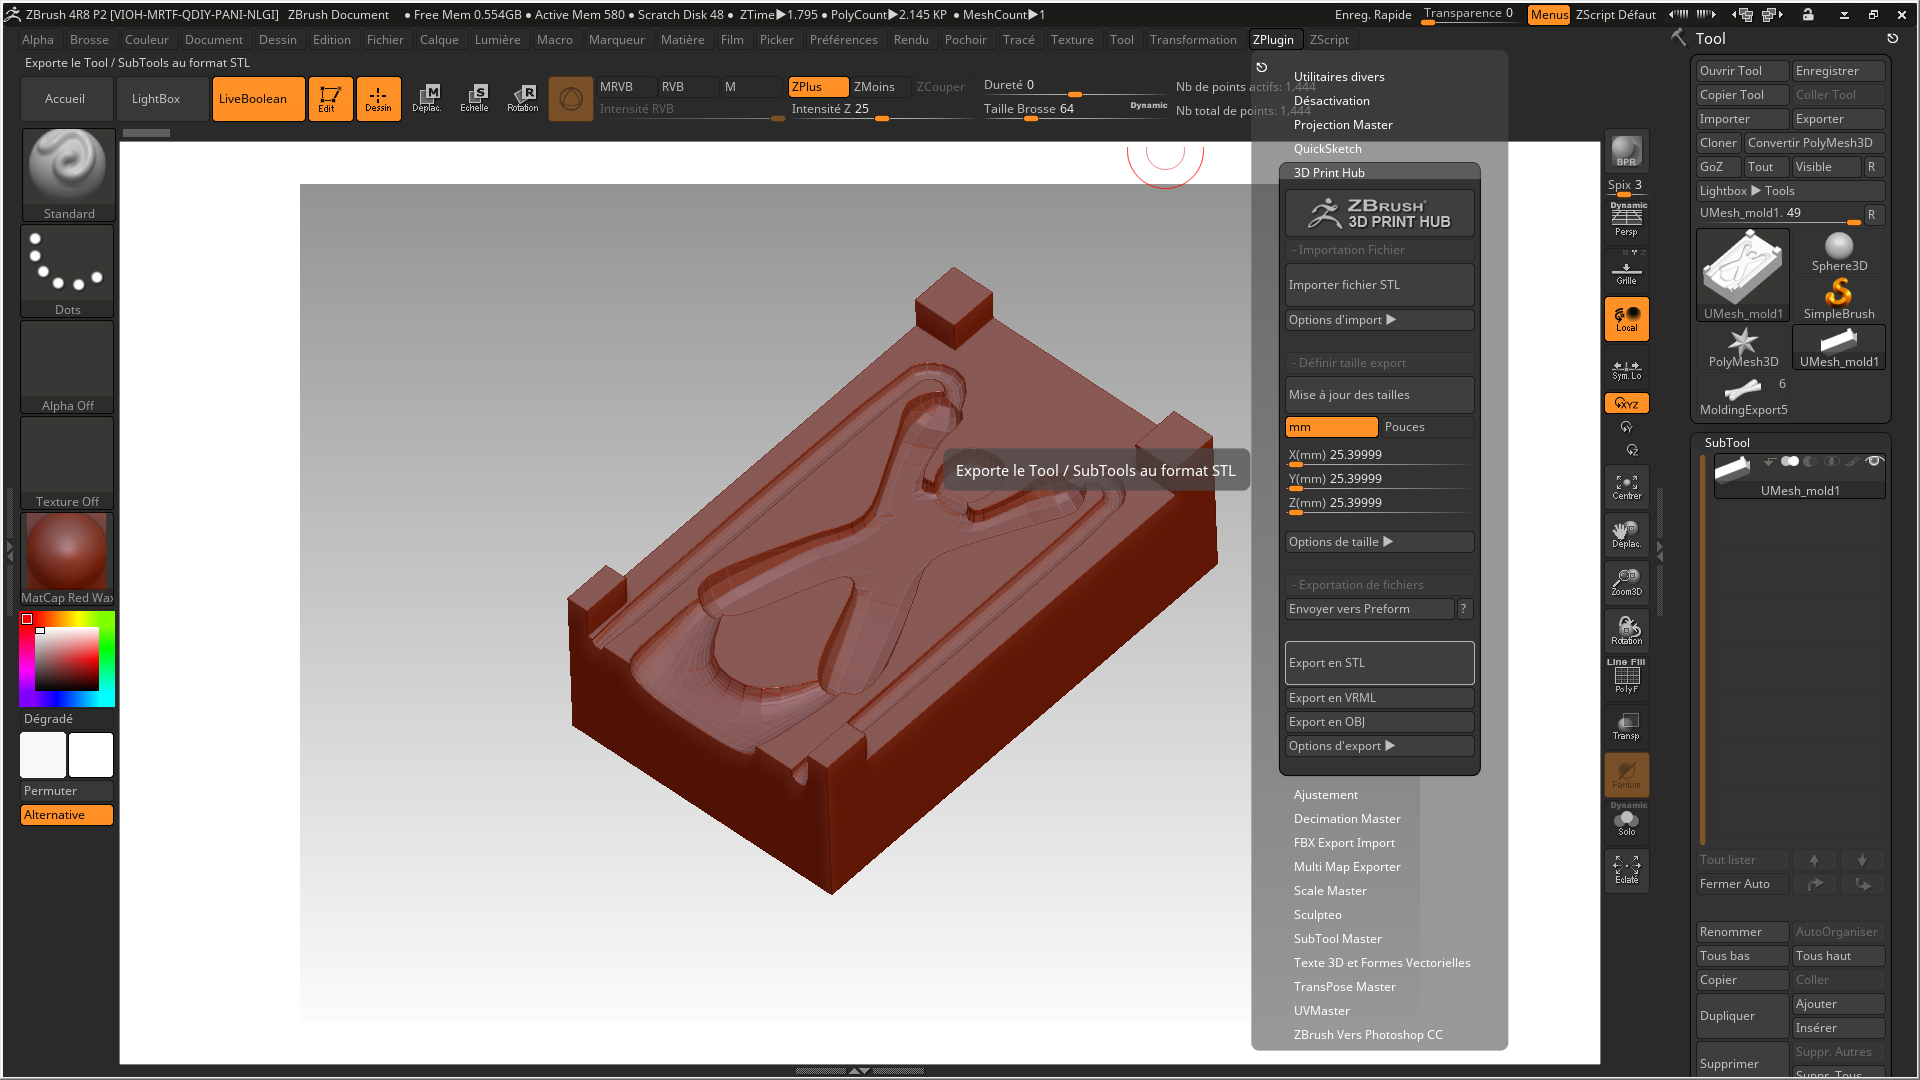 ZBrush 4R8 P2 [VIOH-MRTF-QDIY-PANI-NLGI] ZBrush Document ● Free Mem 0.554GB ● Active Mem 580 ● Scratch Disk 48 ● ZTime▶1.795 ● PolyCount▶2.145 KP ● MeshCount▶1 Enreg. Rapide Transparence 0 Menus ZScript Défaut
Alpha Brosse Couleur Document Dessin Edition Fichier Calque Lumière Macro Marqueur Matière Film Picker Préférences Rendu Pochoir Tracé Texture Tool Transformation ZPlugin ZScript
Exporte le Tool / SubTools au format STL
Accueil LightBox LiveBoolean Edit Dessin Déplac. Echelle Rotation
M S R
MRVB RVB M ZPlus ZMoins ZCouper
Intensité RVB Intensité Z 25
Dureté 0
Taille Brosse 64 Dynamic
Nb de points actifs: 1,444
Nb total de points: 1,444
Standard
Dots
Alpha Off
Texture Off
MatCap Red Wax
Dégradé
Permuter
Alternative
Exporte le Tool / SubTools au format STL
Utilitaires divers
Désactivation
Projection Master
QuickSketch
3D Print Hub
ZBRUSH
3D PRINT HUB
- Importation Fichier
Importer fichier STL
Options d'import ▶
- Définir taille export
Mise à jour des tailles
mm Pouces
X(mm) 25.39999
Y(mm) 25.39999
Z(mm) 25.39999
Options de taille ▶
- Exportation de fichiers
Envoyer vers Preform ?
Export en STL
Export en VRML
Export en OBJ
Options d'export ▶
Ajustement
Decimation Master
FBX Export Import
Multi Map Exporter
Scale Master
Sculpteo
SubTool Master
Texte 3D et Formes Vectorielles
TransPose Master
UVMaster
ZBrush Vers Photoshop CC
BPR
Spix 3
Dynamic
Persp
Grille
Local
Sym. Lo
XYZ
Centrer
Déplac.
Zoom3D
Rotation
Line Fill
PolyF
Transp
Fantom
Dynamic
Solo
Eclaté
Tool
Ouvrir Tool Enregistrer
Copier Tool Coller Tool
Importer Exporter
Cloner Convertir PolyMesh3D
GoZ Tout Visible R
Lightbox ▶ Tools
UMesh_mold1. 49 R
UMesh_mold1 Sphere3D
SimpleBrush
PolyMesh3D UMesh_mold1
6
MoldingExport5
SubTool
UMesh_mold1
Tout lister
Fermer Auto
Renommer AutoOrganiser
Tous bas Tous haut
Copier Coller
Dupliquer Ajouter
Insérer
Supprimer Suppr. Autres
Suppr. Tous